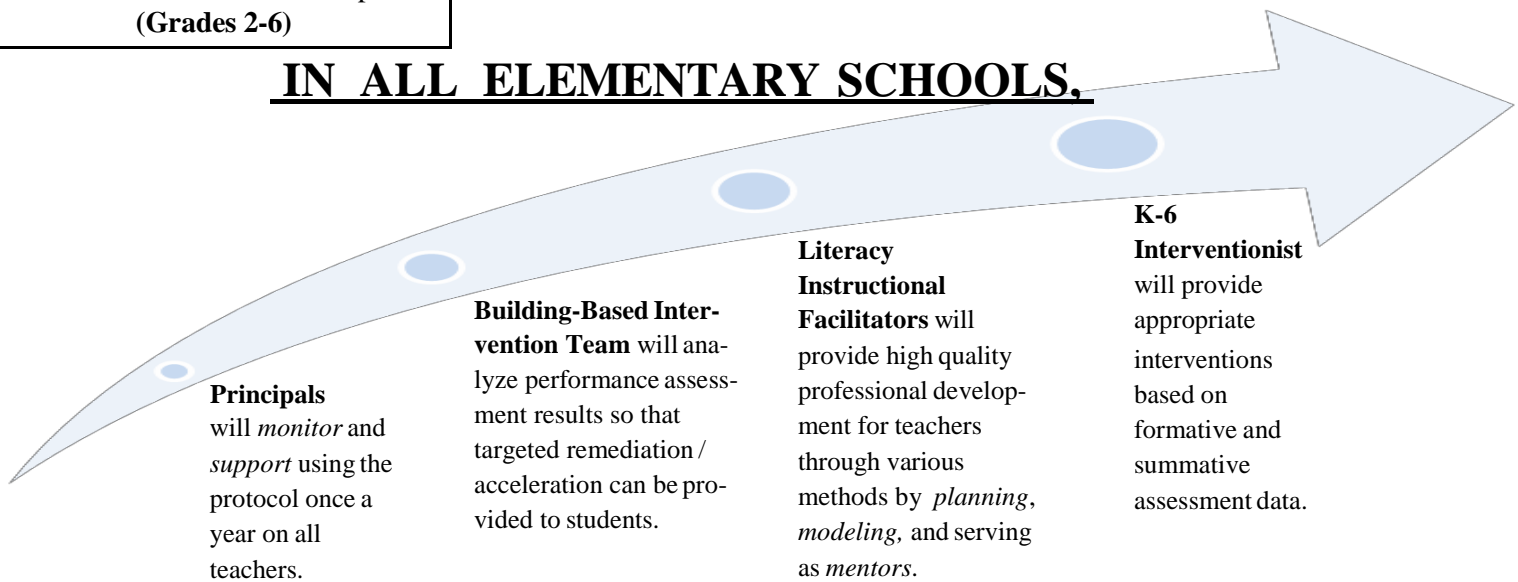 (Grades 2-6)
IN ALL ELEMENTARY SCHOOLS,
Principals
will monitor and
support using the
protocol once a
year on all
teachers.
Building-Based Inter-
vention Team will ana-
lyze performance assess-
ment results so that
targeted remediation /
acceleration can be pro-
vided to students.
Literacy
Instructional
Facilitators will
provide high quality
professional develop-
ment for teachers
through various
methods by planning,
modeling, and serving
as mentors.
K-6
Interventionist
will provide
appropriate
interventions
based on
formative and
summative
assessment data.